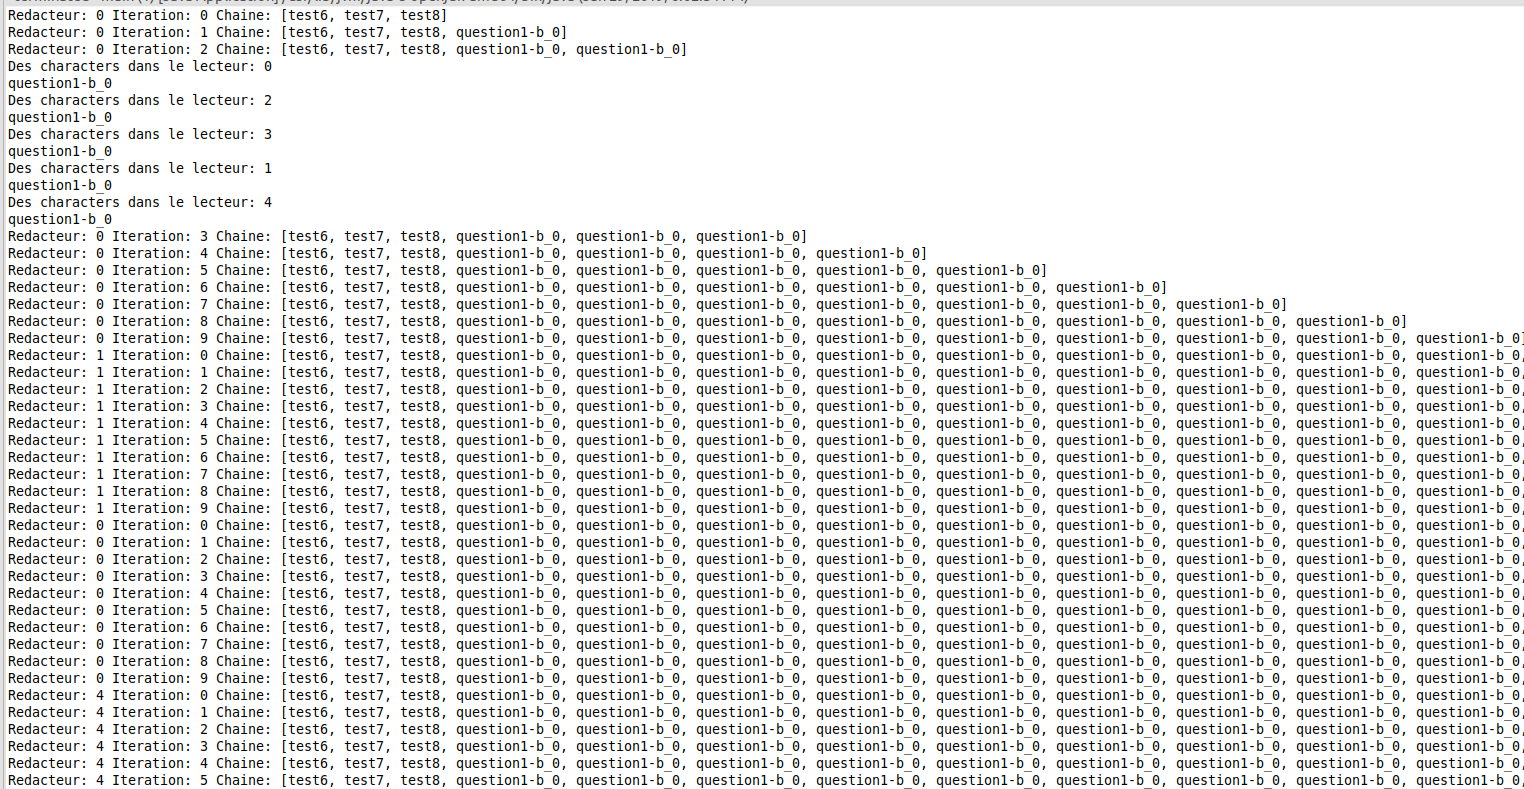 Redacteur: 0 Iteration: 0 Chaine: [test6, test7, test8]
Redacteur: 0 Iteration: 1 Chaine: [test6, test7, test8, question1-b_0]
Redacteur: 0 Iteration: 2 Chaine: [test6, test7, test8, question1-b_0, question1-b_0]
Des characters dans le lecteur: 0
question1-b_0
Des characters dans le lecteur: 2
question1-b_0
Des characters dans le lecteur: 3
question1-b_0
Des characters dans le lecteur: 1
question1-b_0
Des characters dans le lecteur: 4
question1-b_0
Redacteur: 0 Iteration: 3 Chaine: [test6, test7, test8, question1-b_0, question1-b_0, question1-b_0]
Redacteur: 0 Iteration: 4 Chaine: [test6, test7, test8, question1-b_0, question1-b_0, question1-b_0, question1-b_0]
Redacteur: 0 Iteration: 5 Chaine: [test6, test7, test8, question1-b_0, question1-b_0, question1-b_0, question1-b_0, question1-b_0]
Redacteur: 0 Iteration: 6 Chaine: [test6, test7, test8, question1-b_0, question1-b_0, question1-b_0, question1-b_0, question1-b_0, question1-b_0]
Redacteur: 0 Iteration: 7 Chaine: [test6, test7, test8, question1-b_0, question1-b_0, question1-b_0, question1-b_0, question1-b_0, question1-b_0, question1-b_0]
Redacteur: 0 Iteration: 8 Chaine: [test6, test7, test8, question1-b_0, question1-b_0, question1-b_0, question1-b_0, question1-b_0, question1-b_0, question1-b_0, question1-b_0]
Redacteur: 0 Iteration: 9 Chaine: [test6, test7, test8, question1-b_0, question1-b_0, question1-b_0, question1-b_0, question1-b_0, question1-b_0, question1-b_0, question1-b_0, question1-b_0]
Redacteur: 1 Iteration: 0 Chaine: [test6, test7, test8, question1-b_0, question1-b_0, question1-b_0, question1-b_0, question1-b_0, question1-b_0, question1-b_0, question1-b_0, question1-b_0,
Redacteur: 1 Iteration: 1 Chaine: [test6, test7, test8, question1-b_0, question1-b_0, question1-b_0, question1-b_0, question1-b_0, question1-b_0, question1-b_0, question1-b_0, question1-b_0,
Redacteur: 1 Iteration: 2 Chaine: [test6, test7, test8, question1-b_0, question1-b_0, question1-b_0, question1-b_0, question1-b_0, question1-b_0, question1-b_0, question1-b_0, question1-b_0,
Redacteur: 1 Iteration: 3 Chaine: [test6, test7, test8, question1-b_0, question1-b_0, question1-b_0, question1-b_0, question1-b_0, question1-b_0, question1-b_0, question1-b_0, question1-b_0,
Redacteur: 1 Iteration: 4 Chaine: [test6, test7, test8, question1-b_0, question1-b_0, question1-b_0, question1-b_0, question1-b_0, question1-b_0, question1-b_0, question1-b_0, question1-b_0,
Redacteur: 1 Iteration: 5 Chaine: [test6, test7, test8, question1-b_0, question1-b_0, question1-b_0, question1-b_0, question1-b_0, question1-b_0, question1-b_0, question1-b_0, question1-b_0,
Redacteur: 1 Iteration: 6 Chaine: [test6, test7, test8, question1-b_0, question1-b_0, question1-b_0, question1-b_0, question1-b_0, question1-b_0, question1-b_0, question1-b_0, question1-b_0,
Redacteur: 1 Iteration: 7 Chaine: [test6, test7, test8, question1-b_0, question1-b_0, question1-b_0, question1-b_0, question1-b_0, question1-b_0, question1-b_0, question1-b_0, question1-b_0,
Redacteur: 1 Iteration: 8 Chaine: [test6, test7, test8, question1-b_0, question1-b_0, question1-b_0, question1-b_0, question1-b_0, question1-b_0, question1-b_0, question1-b_0, question1-b_0,
Redacteur: 1 Iteration: 9 Chaine: [test6, test7, test8, question1-b_0, question1-b_0, question1-b_0, question1-b_0, question1-b_0, question1-b_0, question1-b_0, question1-b_0, question1-b_0,
Redacteur: 0 Iteration: 0 Chaine: [test6, test7, test8, question1-b_0, question1-b_0, question1-b_0, question1-b_0, question1-b_0, question1-b_0, question1-b_0, question1-b_0, question1-b_0,
Redacteur: 0 Iteration: 1 Chaine: [test6, test7, test8, question1-b_0, question1-b_0, question1-b_0, question1-b_0, question1-b_0, question1-b_0, question1-b_0, question1-b_0, question1-b_0,
Redacteur: 0 Iteration: 2 Chaine: [test6, test7, test8, question1-b_0, question1-b_0, question1-b_0, question1-b_0, question1-b_0, question1-b_0, question1-b_0, question1-b_0, question1-b_0,
Redacteur: 0 Iteration: 3 Chaine: [test6, test7, test8, question1-b_0, question1-b_0, question1-b_0, question1-b_0, question1-b_0, question1-b_0, question1-b_0, question1-b_0, question1-b_0,
Redacteur: 0 Iteration: 4 Chaine: [test6, test7, test8, question1-b_0, question1-b_0, question1-b_0, question1-b_0, question1-b_0, question1-b_0, question1-b_0, question1-b_0, question1-b_0,
Redacteur: 0 Iteration: 5 Chaine: [test6, test7, test8, question1-b_0, question1-b_0, question1-b_0, question1-b_0, question1-b_0, question1-b_0, question1-b_0, question1-b_0, question1-b_0,
Redacteur: 0 Iteration: 6 Chaine: [test6, test7, test8, question1-b_0, question1-b_0, question1-b_0, question1-b_0, question1-b_0, question1-b_0, question1-b_0, question1-b_0, question1-b_0,
Redacteur: 0 Iteration: 7 Chaine: [test6, test7, test8, question1-b_0, question1-b_0, question1-b_0, question1-b_0, question1-b_0, question1-b_0, question1-b_0, question1-b_0, question1-b_0,
Redacteur: 0 Iteration: 8 Chaine: [test6, test7, test8, question1-b_0, question1-b_0, question1-b_0, question1-b_0, question1-b_0, question1-b_0, question1-b_0, question1-b_0, question1-b_0,
Redacteur: 0 Iteration: 9 Chaine: [test6, test7, test8, question1-b_0, question1-b_0, question1-b_0, question1-b_0, question1-b_0, question1-b_0, question1-b_0, question1-b_0, question1-b_0,
Redacteur: 4 Iteration: 0 Chaine: [test6, test7, test8, question1-b_0, question1-b_0, question1-b_0, question1-b_0, question1-b_0, question1-b_0, question1-b_0, question1-b_0, question1-b_0,
Redacteur: 4 Iteration: 1 Chaine: [test6, test7, test8, question1-b_0, question1-b_0, question1-b_0, question1-b_0, question1-b_0, question1-b_0, question1-b_0, question1-b_0, question1-b_0,
Redacteur: 4 Iteration: 2 Chaine: [test6, test7, test8, question1-b_0, question1-b_0, question1-b_0, question1-b_0, question1-b_0, question1-b_0, question1-b_0, question1-b_0, question1-b_0,
Redacteur: 4 Iteration: 3 Chaine: [test6, test7, test8, question1-b_0, question1-b_0, question1-b_0, question1-b_0, question1-b_0, question1-b_0, question1-b_0, question1-b_0, question1-b_0,
Redacteur: 4 Iteration: 4 Chaine: [test6, test7, test8, question1-b_0, question1-b_0, question1-b_0, question1-b_0, question1-b_0, question1-b_0, question1-b_0, question1-b_0, question1-b_0,
Redacteur: 4 Iteration: 5 Chaine: [test6, test7, test8, question1-b_0, question1-b_0, question1-b_0, question1-b_0, question1-b_0, question1-b_0, question1-b_0, question1-b_0, question1-b_0,